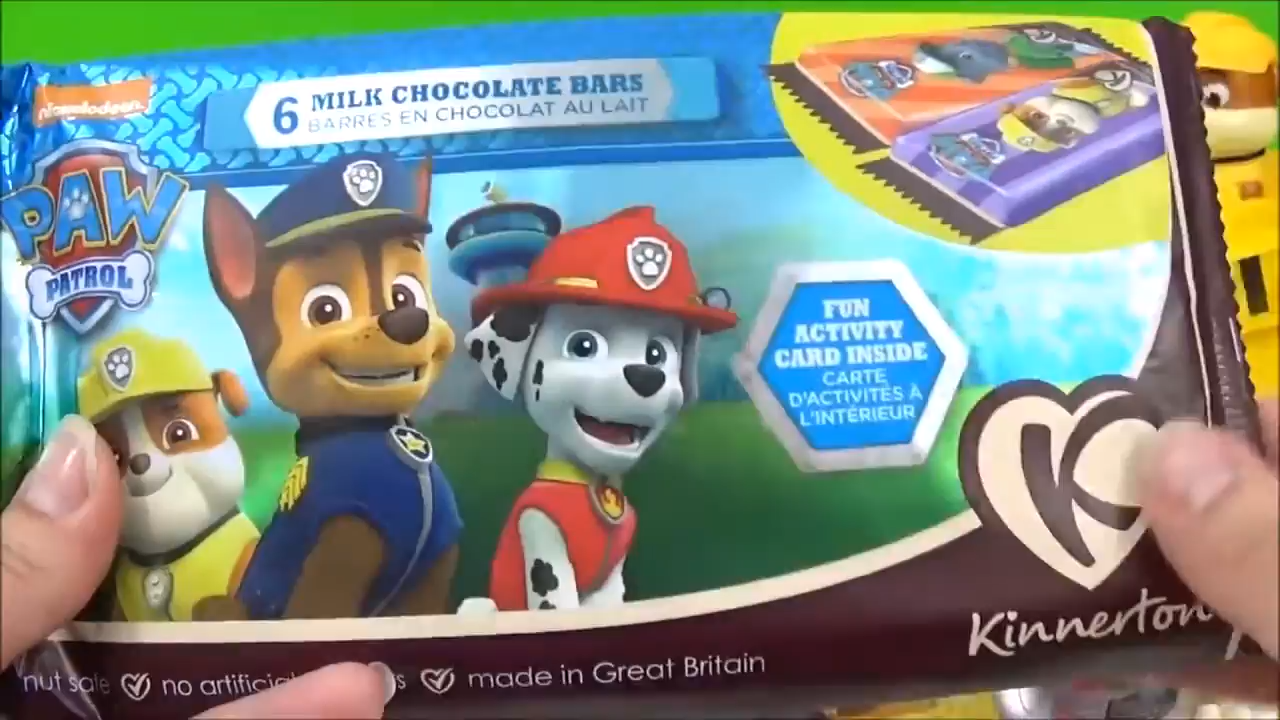 nickelodeon
PAW
PATROL
6 MILK CHOCOLATE BARS
BARRES EN CHOCOLAT AU LAIT
FUN
ACTIVITY
CARD INSIDE
CARTE
D'ACTIVITÉS À
L'INTÉRIEUR
K
Kinnerton
nut safe no artificial made in Great Britain